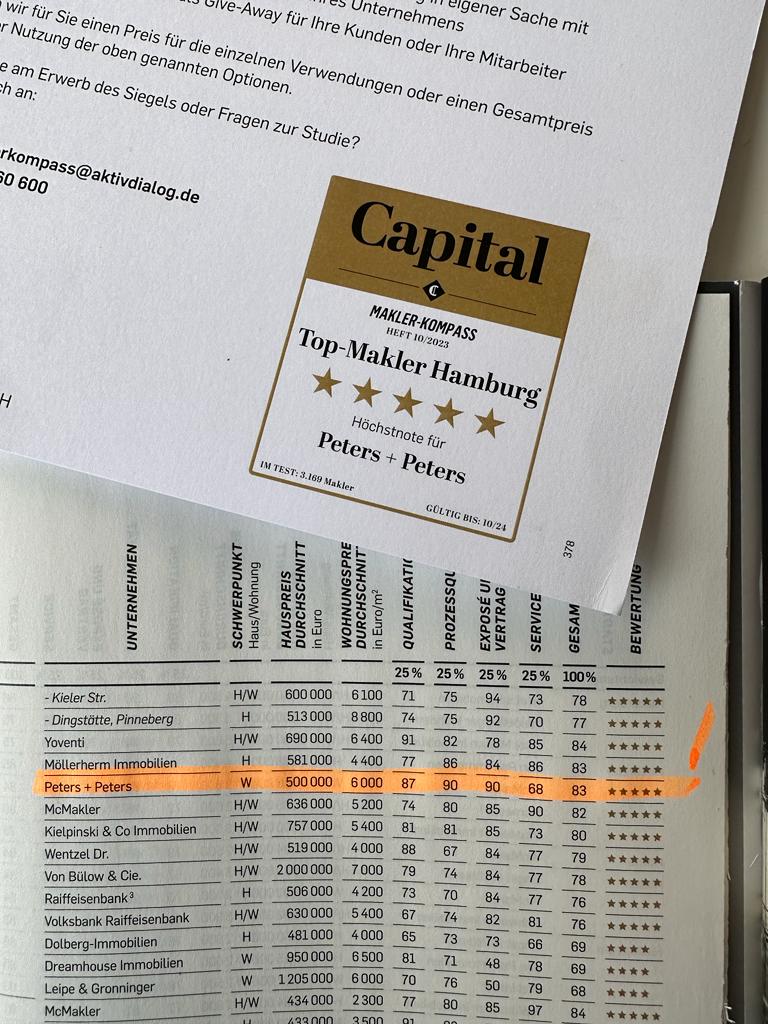 in eigener Sache mit
Give-Away für Ihre Kunden oder Ihre Mitarbeiter
wir für Sie einen Preis für die einzelnen Verwendungen oder einen Gesamtpreis
Nutzung der oben genannten Optionen.
am Erwerb des Siegels oder Fragen zur Studie?
an:
rkompass@aktivdialog.de
60 600
Capital
C
MAKLER-KOMPASS
HEFT 10/2023
Top-Makler Hamburg
Höchstnote für
Peters + Peters
IM TEST: 3.169 Makler
GÜLTIG BIS: 10/24
H
378
UNTERNEHMEN SCHWERPUNKT Haus/Wohnung HAUSPREIS DURCHSCHNITT in Euro WOHNUNGSPRE DURCHSCHNITT in Euro/m² QUALIFIKATI PROZESSQU EXPOSÉ U VERTRAG SERVICE GESAM BEWERTUNG
25 % 25 % 25 % 25 % 100 %
- Kieler Str. H/W 600 000 6 100 71 75 94 73 78 ★★★★★
- Dingstätte, Pinneberg H 513 000 8 800 74 75 92 70 77 ★★★★★
Yoventi H/W 690 000 6 400 91 82 78 85 84 ★★★★★
Möllerherm Immobilien H 581 000 4 400 77 86 84 86 83 ★★★★★
Peters + Peters W 500 000 6 000 87 90 90 68 83 ★★★★★
McMakler H/W 636 000 5 200 74 80 85 90 82 ★★★★★
Kielpinski & Co Immobilien H/W 757 000 5 400 81 81 85 73 80 ★★★★★
Wentzel Dr. H/W 519 000 4 000 88 67 84 77 79 ★★★★★
Von Bülow & Cie. H/W 2 000 000 7 000 79 74 84 77 78 ★★★★★
Raiffeisenbank³ H 506 000 4 200 73 70 84 77 76 ★★★★★
Volksbank Raiffeisenbank H/W 630 000 5 400 67 74 82 81 76 ★★★★★
Dolberg-Immobilien H 481 000 4 000 65 73 73 66 69 ★★★★
Dreamhouse Immobilien W 950 000 6 500 81 71 48 78 69 ★★★★
Leipe & Gronninger W 1 205 000 6 000 70 76 50 79 68 ★★★★
McMakler H/W 434 000 2 300 77 80 85 97 84 ★★★★★
H 433 000 3 500 91